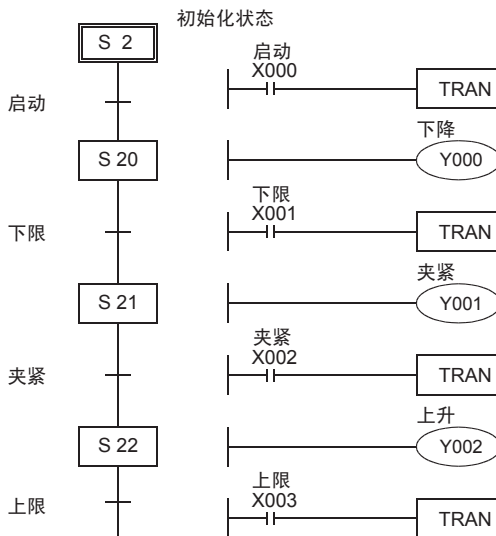 初始化状态
S 2
启动
X000
TRAN
启动
下降
S 20
Y000
下限
X001
下限
TRAN
夹紧
S 21
Y001
夹紧
X002
夹紧
TRAN
上升
S 22
Y002
上限
X003
上限
TRAN